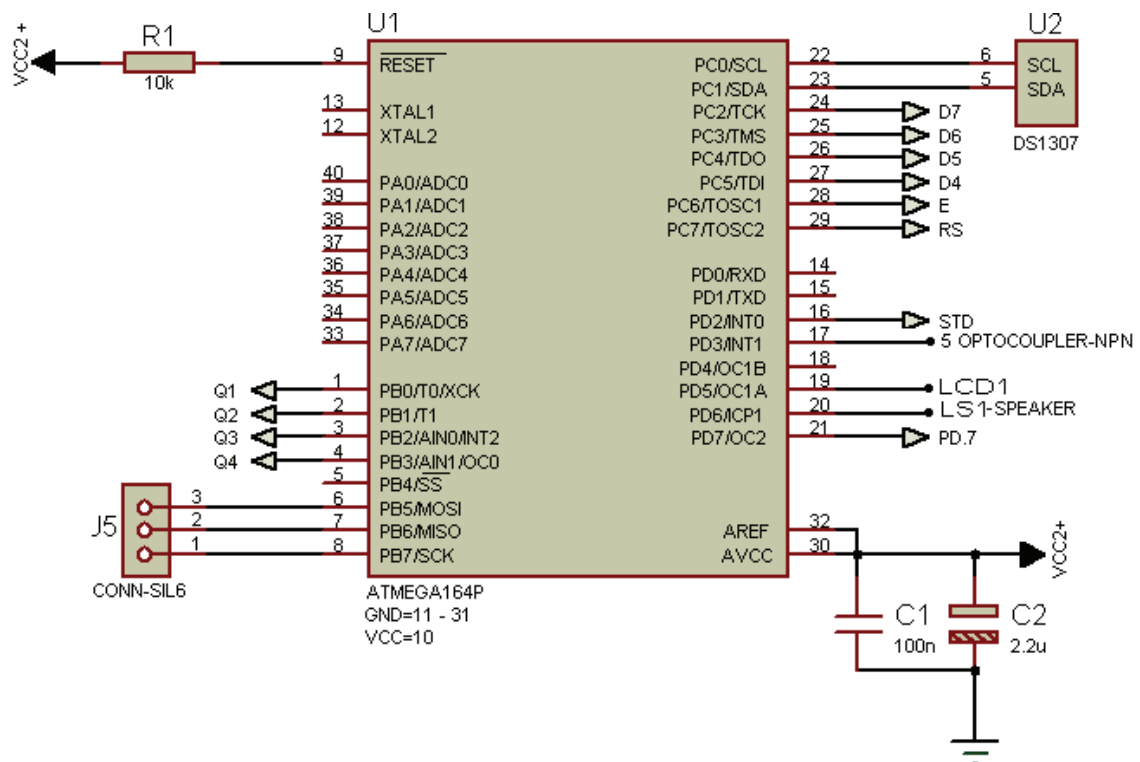 VCC2+
R1
10k
U1
9 RESET
13 XTAL1
12 XTAL2
40 PA0/ADC0
39 PA1/ADC1
38 PA2/ADC2
37 PA3/ADC3
36 PA4/ADC4
35 PA5/ADC5
34 PA6/ADC6
33 PA7/ADC7
Q1 1 PB0/T0/XCK
Q2 2 PB1/T1
Q3 3 PB2/AIN0/INT2
Q4 4 PB3/AIN1/OC0
5 PB4/SS
3 6 PB5/MOSI
J5 2 7 PB6/MISO
1 8 PB7/SCK
CONN-SIL6
ATMEGA164P
GND=11 - 31
VCC=10
PC0/SCL 22
PC1/SDA 23
PC2/TCK 24 D7
PC3/TMS 25 D6
PC4/TDO 26 D5
PC5/TDI 27 D4
PC6/TOSC1 28 E
PC7/TOSC2 29 RS
PD0/RXD 14
PD1/TXD 15
PD2/INT0 16 STD
PD3/INT1 17 5 OPTOCOUPLER-NPN
PD4/OC1B 18
PD5/OC1A 19 LCD1
PD6/ICP1 20 LS1-SPEAKER
PD7/OC2 21 PD.7
AREF 32
AVCC 30
VCC2+
U2
6 SCL
5 SDA
DS1307
C1
100n
C2
2.2u